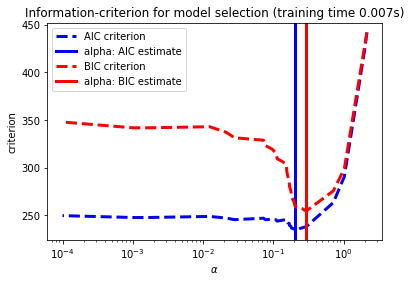 Information-criterion for model selection (training time 0.007s)
AIC criterion
alpha: AIC estimate
BIC criterion
alpha: BIC estimate
criterion
450
400
350
300
250
10⁻⁴
10⁻³
10⁻²
10⁻¹
10⁰
α